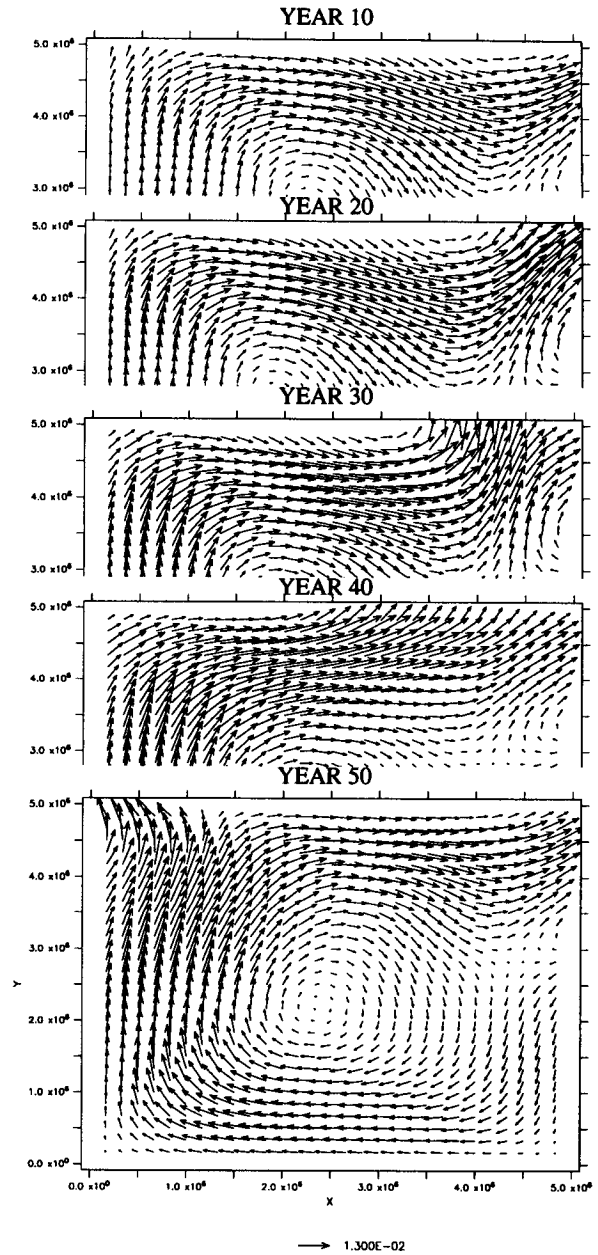 YEAR 10
5.0 x10⁶
4.0 x10⁶
3.0 x10⁶
YEAR 20
5.0 x10⁶
4.0 x10⁶
3.0 x10⁶
YEAR 30
5.0 x10⁶
4.0 x10⁶
3.0 x10⁶
YEAR 40
5.0 x10⁶
4.0 x10⁶
3.0 x10⁶
YEAR 50
5.0 x10⁶
4.0 x10⁶
3.0 x10⁶
Y
2.0 x10⁶
1.0 x10⁶
0.0 x10⁰
0.0 x10⁰ 1.0 x10⁶ 2.0 x10⁶ 3.0 x10⁶ 4.0 x10⁶ 5.0 x10⁶
X
1.300E-02